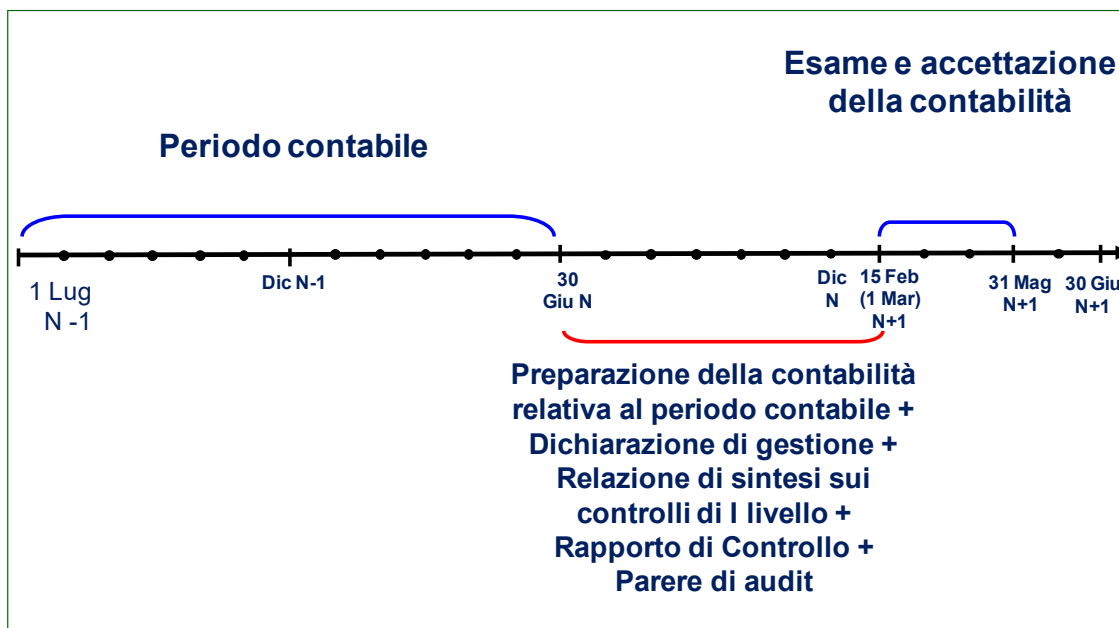 Esame e accettazione
della contabilità
Periodo contabile
1 Lug
N -1
Dic N-1
30
Giu N
Dic
N
15 Feb
(1 Mar)
N+1
31 Mag
N+1
30 Giu
N+1
Preparazione della contabilità
relativa al periodo contabile +
Dichiarazione di gestione +
Relazione di sintesi sui
controlli di I livello +
Rapporto di Controllo +
Parere di audit